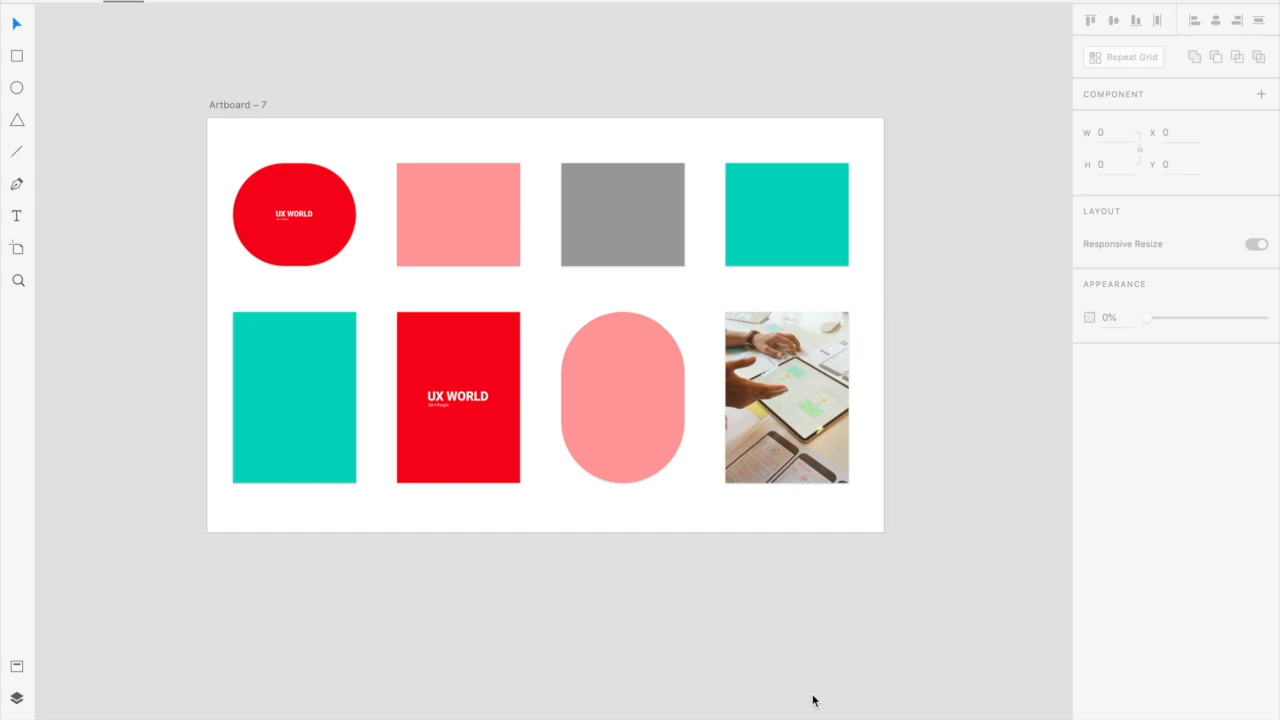 Artboard – 7
UX WORLD
UX WORLD
Repeat Grid
COMPONENT
W 0 X 0
H 0 Y 0
LAYOUT
Responsive Resize
APPEARANCE
0%